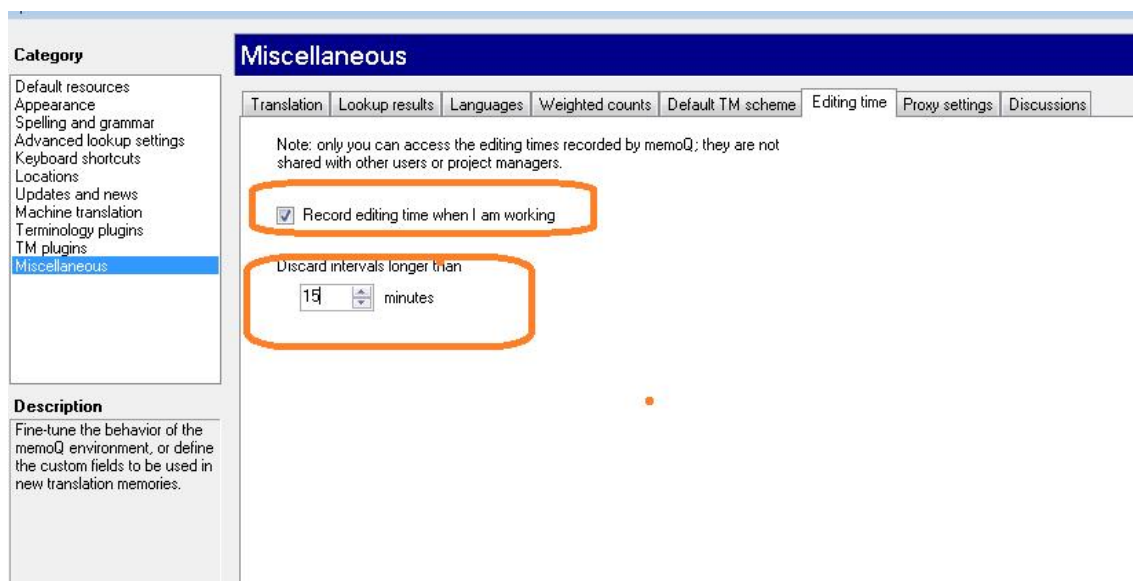 Category
Default resources
Appearance
Spelling and grammar
Advanced lookup settings
Keyboard shortcuts
Locations
Updates and news
Machine translation
Terminology plugins
TM plugins
Miscellaneous
Description
Fine-tune the behavior of the
memoQ environment, or define
the custom fields to be used in
new translation memories.
Miscellaneous
Translation Lookup results Languages Weighted counts Default TM scheme Editing time Proxy settings Discussions
Note: only you can access the editing times recorded by memoQ; they are not
shared with other users or project managers.
Record editing time when I am working
Discard intervals longer than
15 minutes